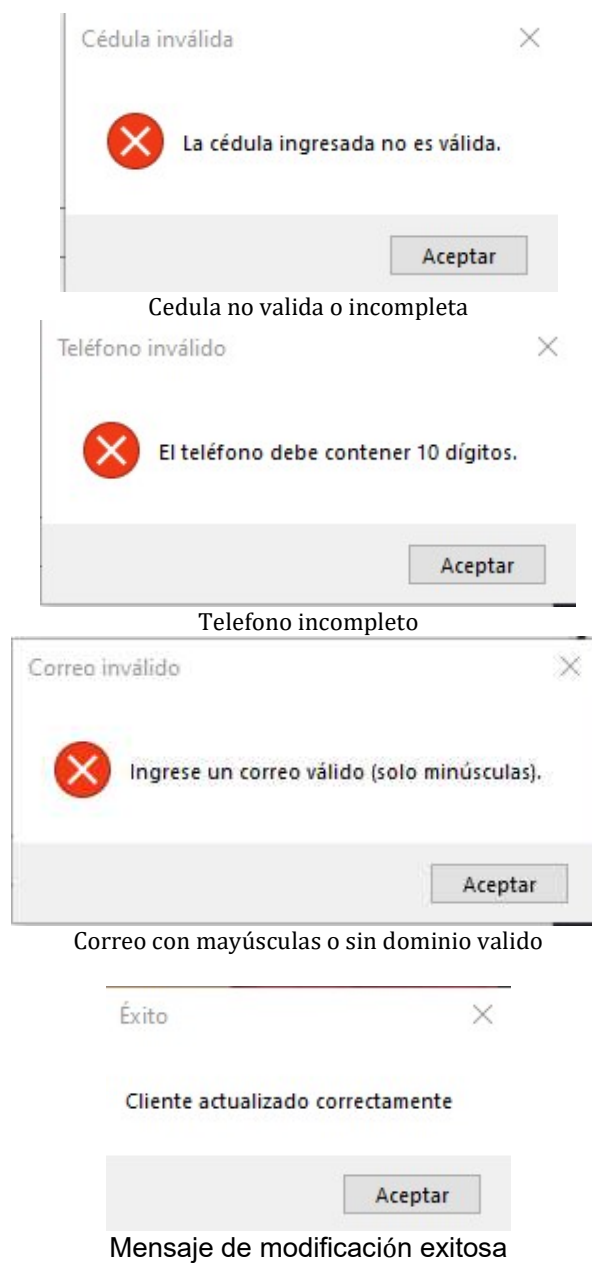 Cédula inválida
La cédula ingresada no es válida.
Aceptar
Cedula no valida o incompleta
Teléfono inválido
El teléfono debe contener 10 dígitos.
Aceptar
Telefono incompleto
Correo inválido
Ingrese un correo válido (solo minúsculas).
Aceptar
Correo con mayúsculas o sin dominio valido
Éxito
Cliente actualizado correctamente
Aceptar
Mensaje de modificación exitosa